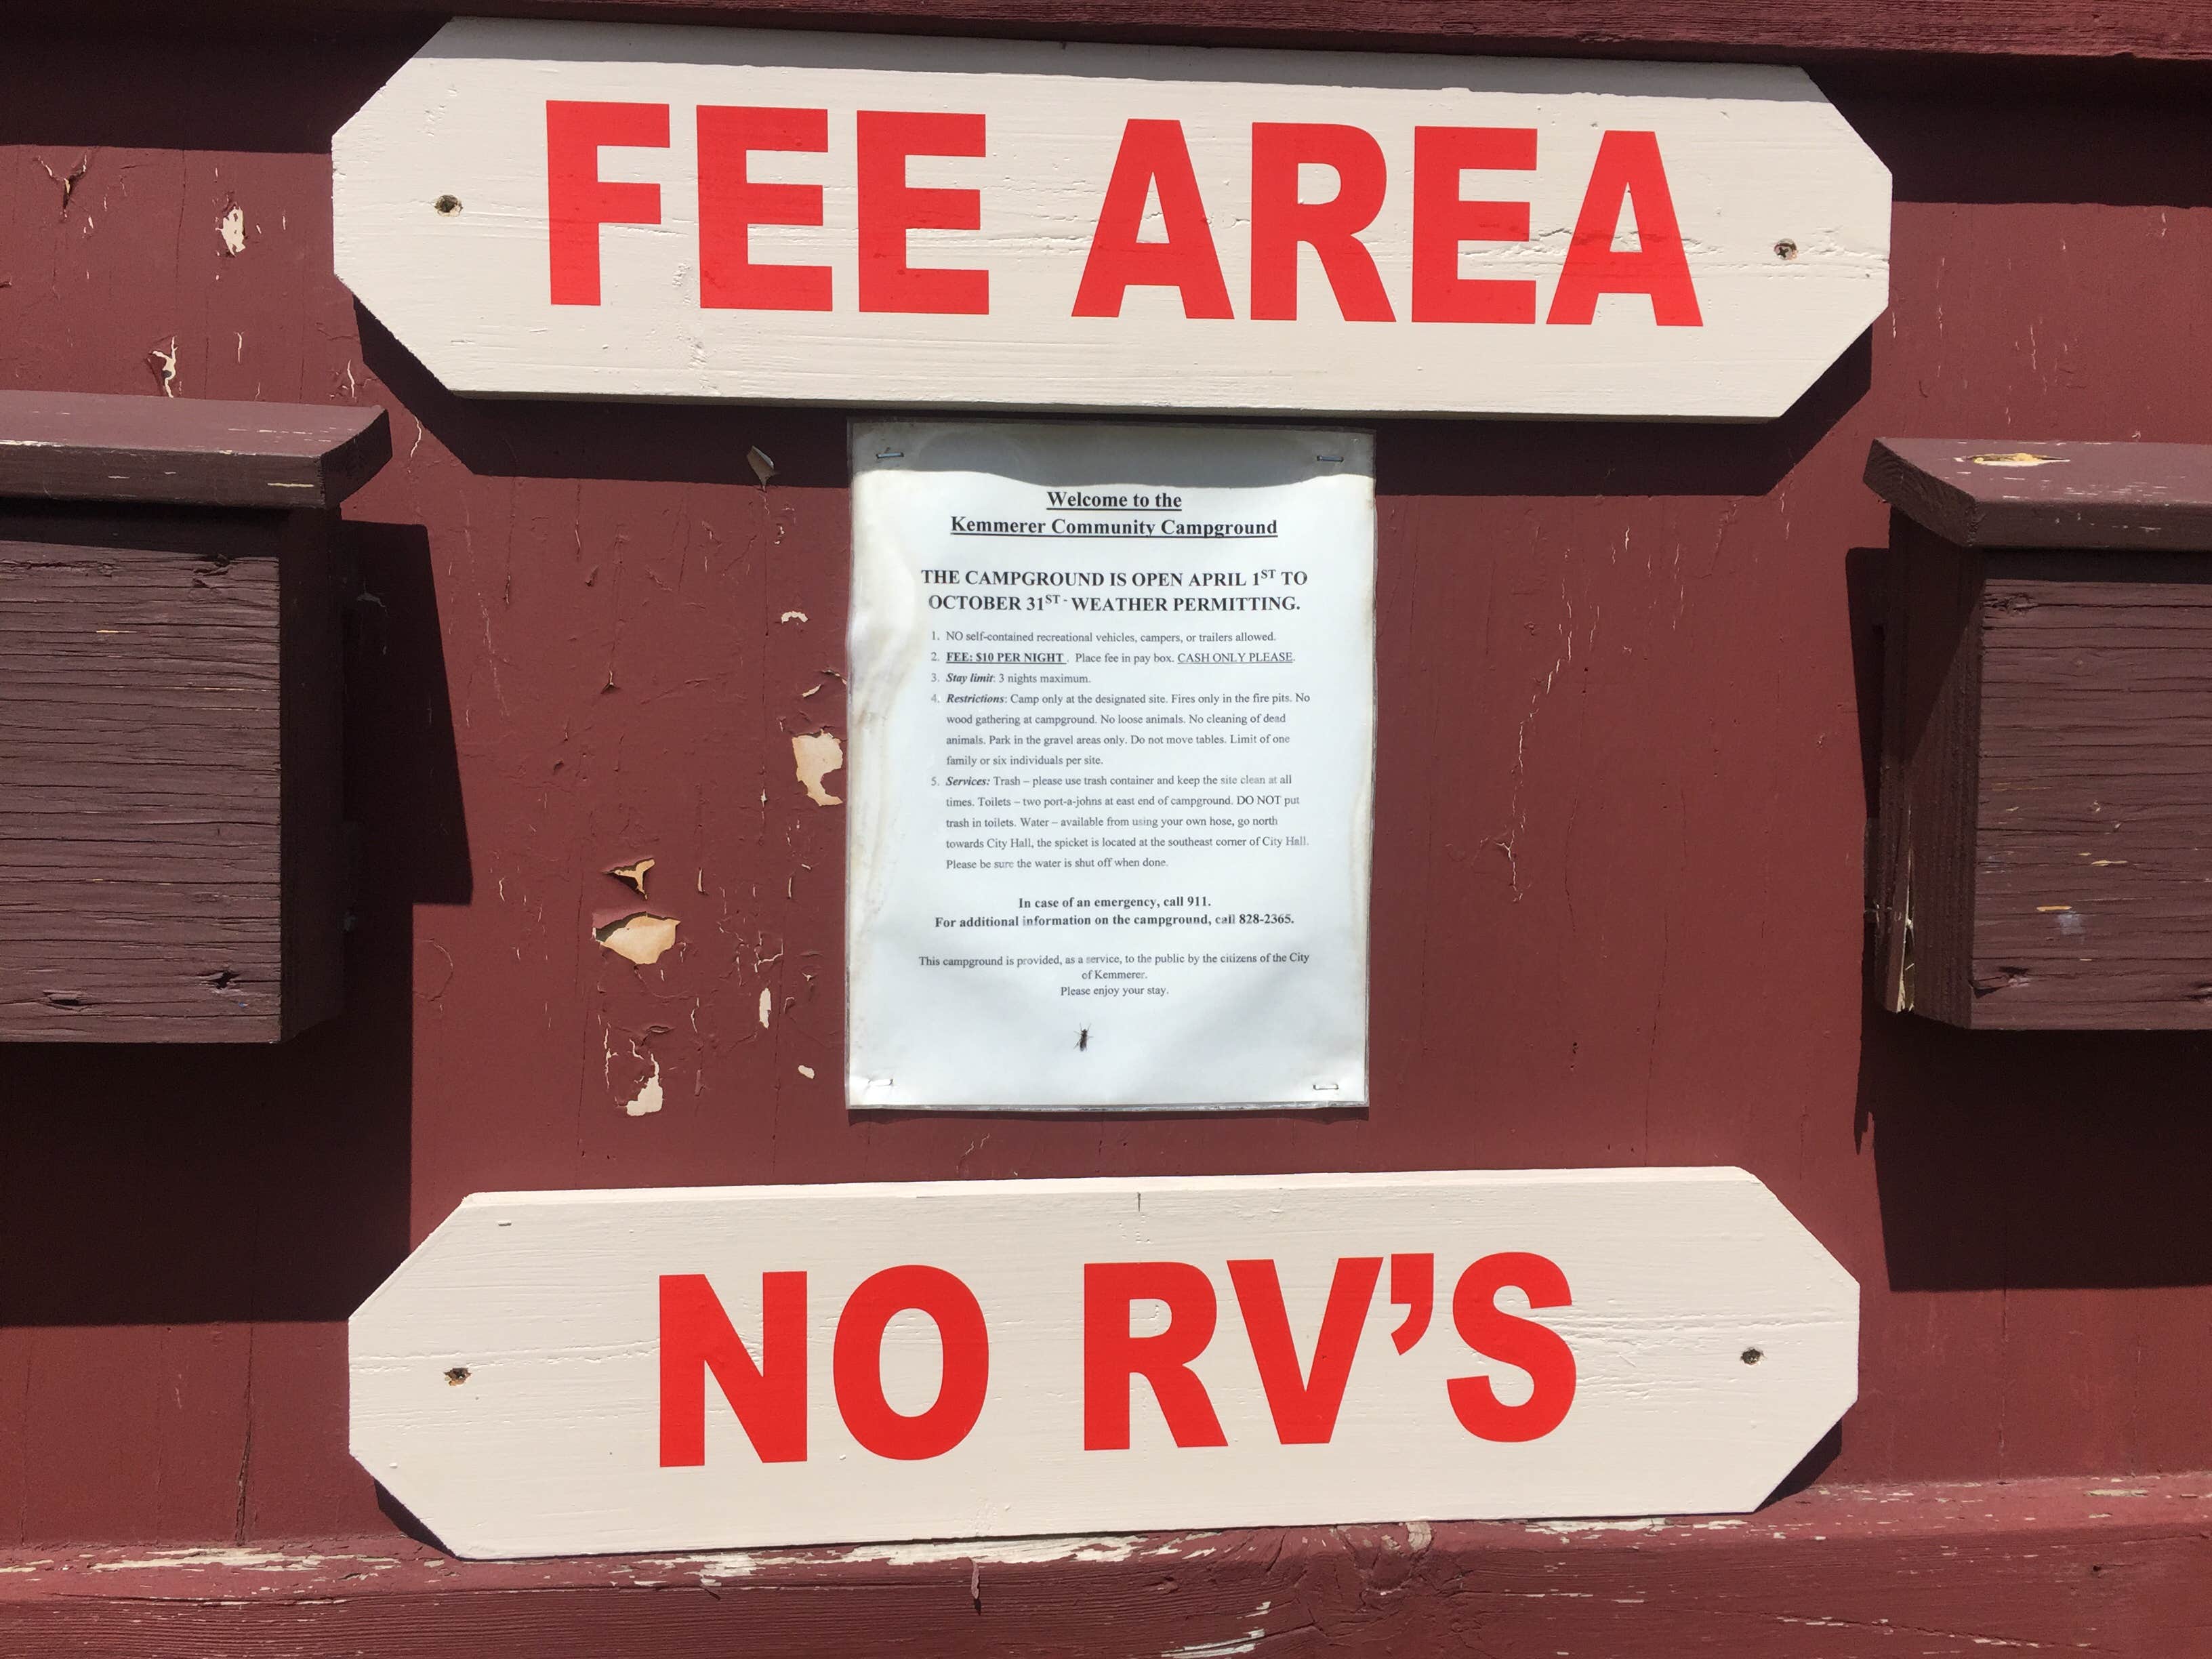 FEE AREA
Welcome to the
Kemmerer Community Campground
THE CAMPGROUND IS OPEN APRIL 1ST TO
OCTOBER 31ST - WEATHER PERMITTING.
1. NO self-contained recreational vehicles, campers, or trailers allowed.
2. FEE: $10 PER NIGHT . Place fee in pay box. CASH ONLY PLEASE.
3. Stay limit: 3 nights maximum.
4. Restrictions: Camp only at the designated site. Fires only in the fire pits. No
wood gathering at campground. No loose animals. No cleaning of dead
animals. Park in the gravel areas only. Do not move tables. Limit of one
family or six individuals per site.
5. Services: Trash – please use trash container and keep the site clean at all
times. Toilets – two port-a-johns at east end of campground. DO NOT put
trash in toilets. Water – available from using your own hose, go north
towards City Hall, the spicket is located at the southeast corner of City Hall.
Please be sure the water is shut off when done.
In case of an emergency, call 911.
For additional information on the campground, call 828-2365.
This campground is provided, as a service, to the public by the citizens of the City
of Kemmerer.
Please enjoy your stay.
NO RV'S